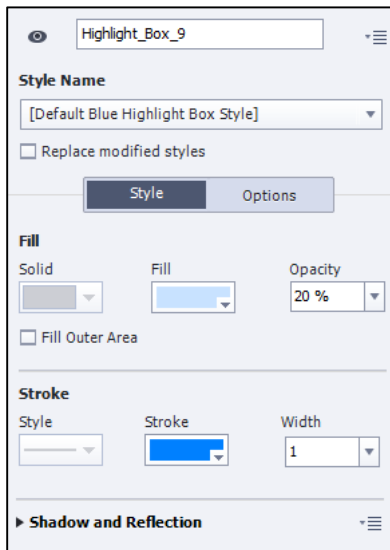 Highlight_Box_9
Style Name
[Default Blue Highlight Box Style]
Replace modified styles
Style Options
Fill
Solid Fill Opacity
20 %
Fill Outer Area
Stroke
Style Stroke Width
1
Shadow and Reflection